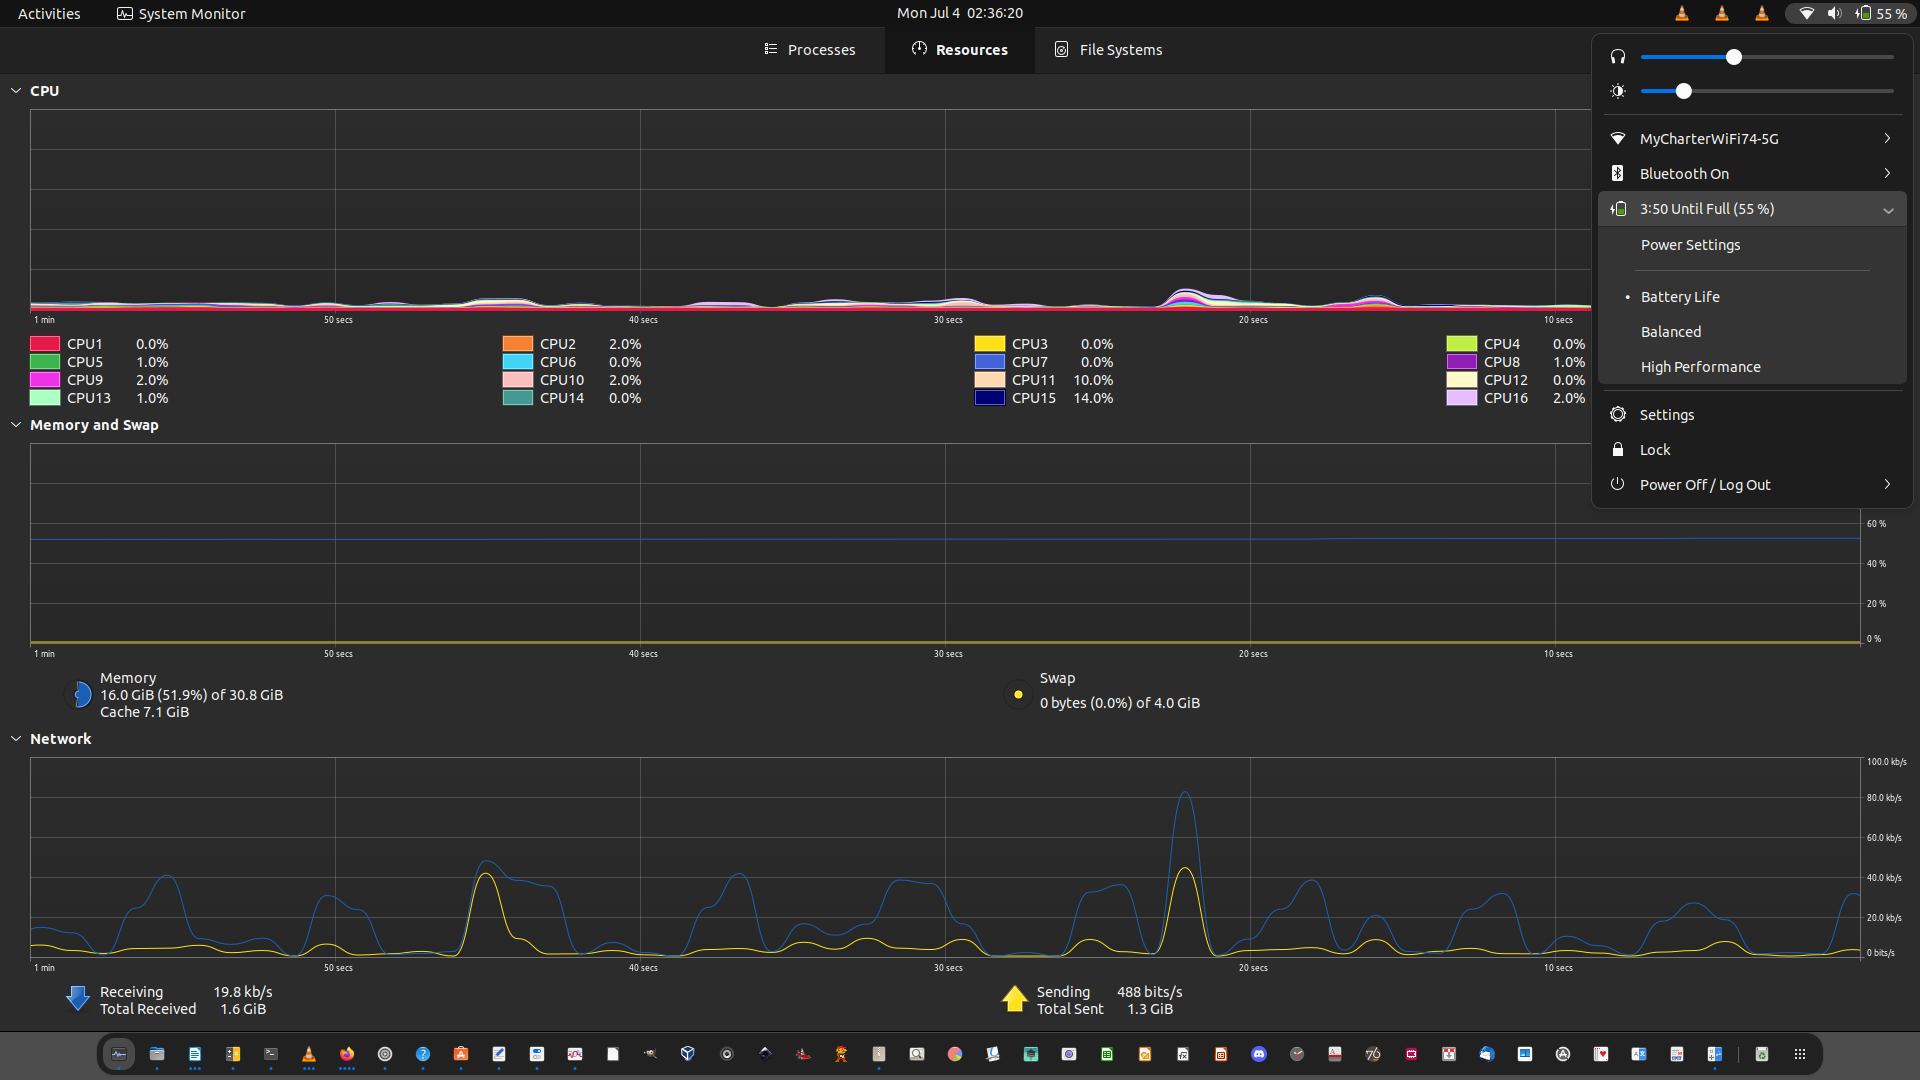 Activities
System Monitor
Mon Jul 4 02:36:20
55 %
Processes
Resources
File Systems
CPU
1 min
50 secs
40 secs
30 secs
20 secs
10 secs
CPU1 0.0%
CPU2 2.0%
CPU3 0.0%
CPU4 0.0%
CPU5 1.0%
CPU6 0.0%
CPU7 0.0%
CPU8 1.0%
CPU9 2.0%
CPU10 2.0%
CPU11 10.0%
CPU12 0.0%
CPU13 1.0%
CPU14 0.0%
CPU15 14.0%
CPU16 2.0%
MyCharterWiFi74-5G
Bluetooth On
3:50 Until Full (55 %)
Power Settings
• Battery Life
Balanced
High Performance
Settings
Lock
Power Off / Log Out
Memory and Swap
60 %
40 %
20 %
0 %
1 min
50 secs
40 secs
30 secs
20 secs
10 secs
Memory
16.0 GiB (51.9%) of 30.8 GiB
Cache 7.1 GiB
Swap
0 bytes (0.0%) of 4.0 GiB
Network
100.0 kb/s
80.0 kb/s
60.0 kb/s
40.0 kb/s
20.0 kb/s
0 bits/s
1 min
50 secs
40 secs
30 secs
20 secs
10 secs
Receiving 19.8 kb/s
Total Received 1.6 GiB
Sending 488 bits/s
Total Sent 1.3 GiB
76